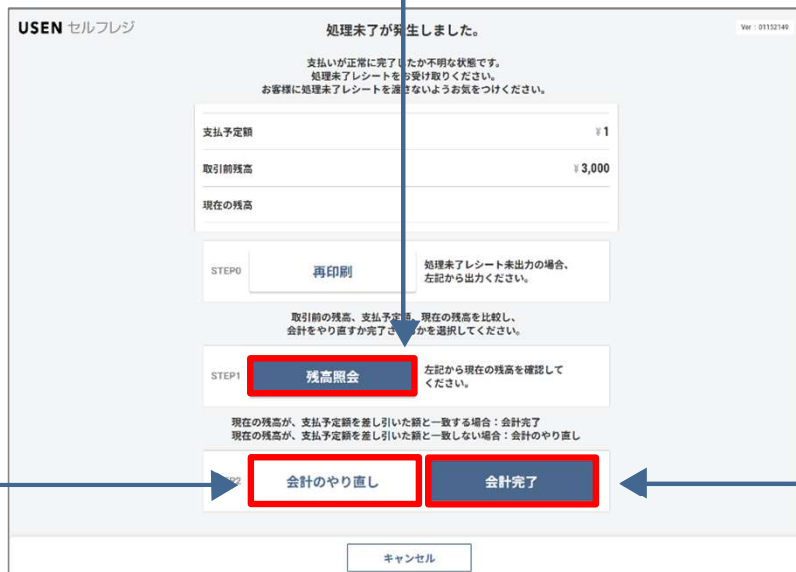 USEN セルフレジ
処理未了が発生しました。
Ver : 01152149
支払いが正常に完了したか不明な状態です。
処理未了レシートをお受け取りください。
お客様に処理未了レシートを渡さないようお気をつけください。
支払予定額 ¥1
取引前残高 ¥3,000
現在の残高
STEP0 再印刷
処理未了レシート未出力の場合、
左記から出力ください。
取引前の残高、支払予定額、現在の残高を比較し、
会計をやり直すか完了さ かを選択してください。
STEP1 残高照会
左記から現在の残高を確認して
ください。
現在の残高が、支払予定額を差し引いた額と一致する場合：会計完了
現在の残高が、支払予定額を差し引いた額と一致しない場合：会計のやり直し
会計のやり直し 会計完了
キャンセル